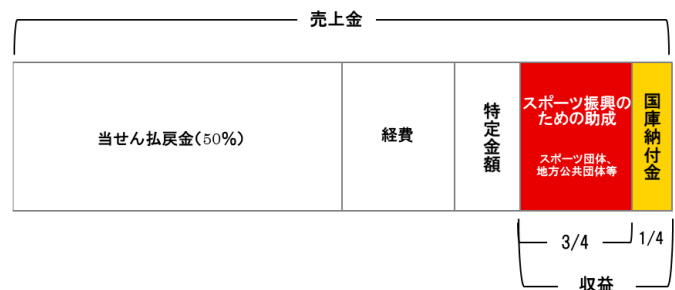 売上金
当せん払戻金(50%)
経費
特定金額
スポーツ振興の
ための助成
スポーツ団体、
地方公共団体等
国庫納付金
3/4
1/4
収益